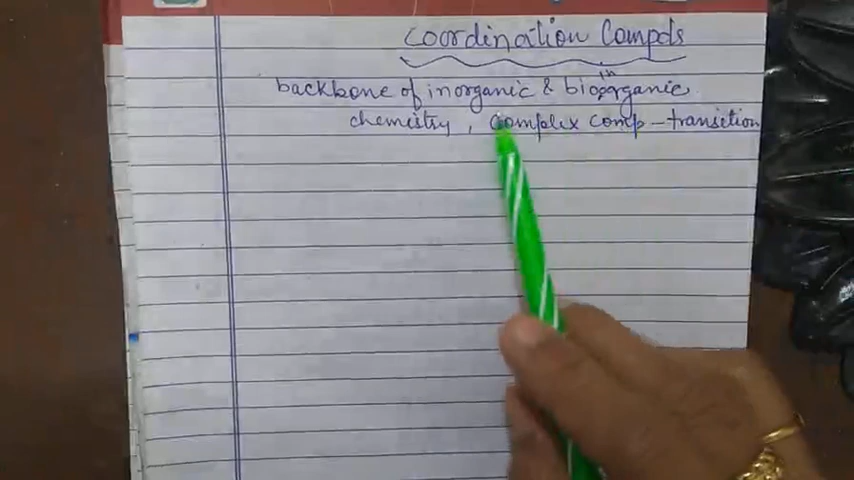 Coordination Compds
backbone of inorganic & bioinorganic
chemistry, complex comp - transition